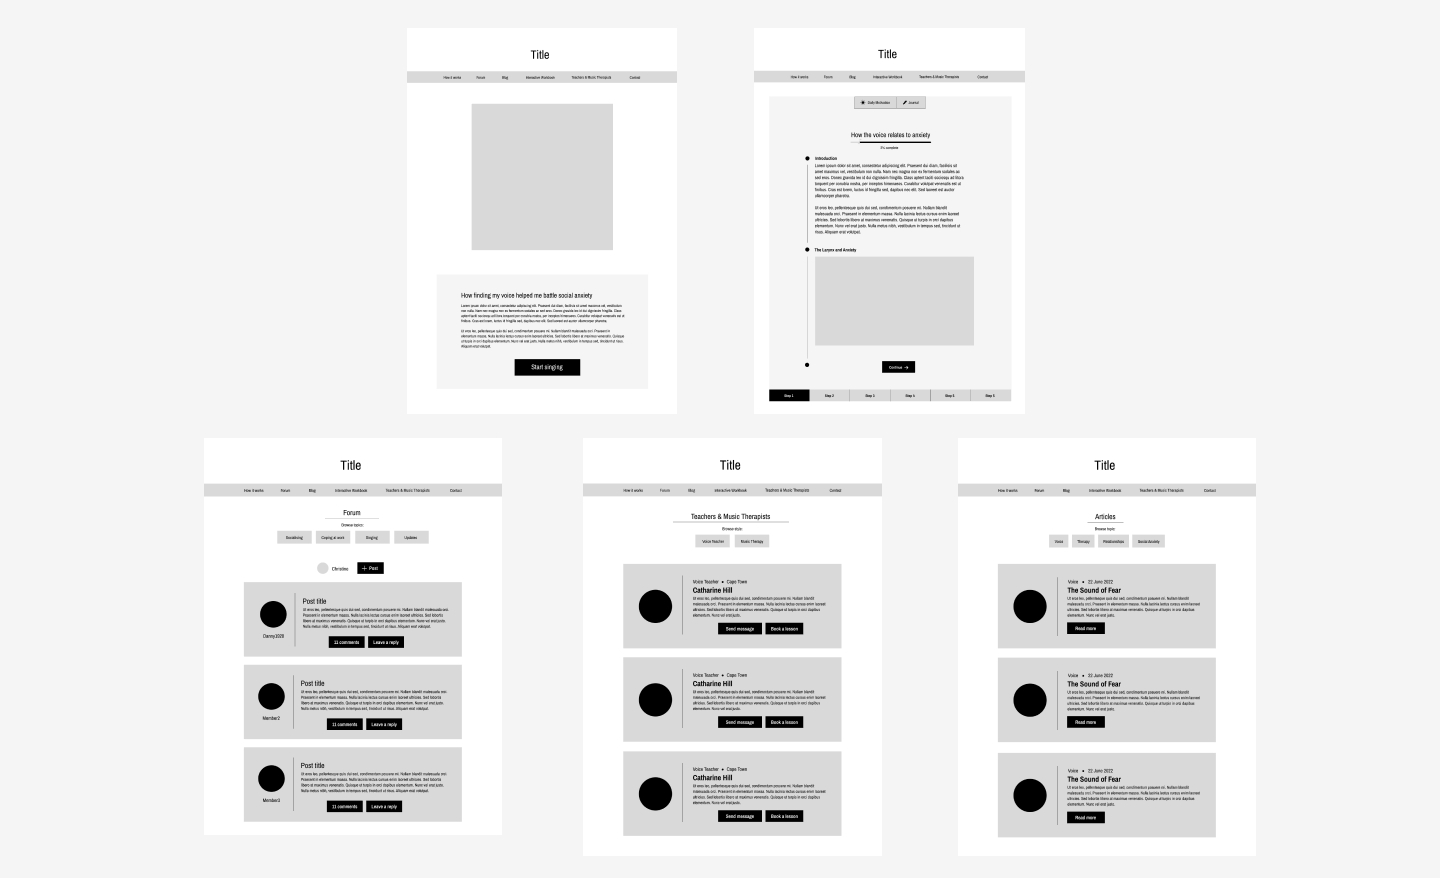 Title
How it works Forum Blog Interactive Workbook Teachers & Music Therapists Contact
How finding my voice helped me battle social anxiety
Lorem ipsum dolor sit amet, consectetur adipiscing elit. Praesent dui diam, facilisis sit amet maximus vel, vestibulum
non nulla. Nam nec magna non ex fermentum sodales ac sed eros. Donec gravida leo id dui dignissim fringilla. Class
aptent taciti sociosqu ad litora torquent per conubia nostra, per inceptos himenaeos. Curabitur volutpat venenatis est ut
finibus. Cras est lorem, luctus id fringilla sed, dapibus nec elit. Sed laoreet est auctor ullamcorper pharetra.
Ut eros leo, pellentesque quis dui sed, condimentum posuere mi. Nullam blandit malesuada orci. Praesent in
elementum massa. Nulla lacinia lectus cursus enim laoreet ultricies. Sed lobortis libero at maximus venenatis. Quisque
ut turpis in orci dapibus elementum. Nunc vel erat justo. Nulla metus nibh, vestibulum in tempus sed, tincidunt ut risus.
Aliquam erat volutpat.
Start singing
Title
How it works Forum Blog Interactive Workbook Teachers & Music Therapists Contact
Daily Motivation Journal
How the voice relates to anxiety
5% complete
Introduction
Lorem ipsum dolor sit amet, consectetur adipiscing elit. Praesent dui diam, facilisis sit
amet maximus vel, vestibulum non nulla. Nam nec magna non ex fermentum sodales ac
sed eros. Donec gravida leo id dui dignissim fringilla. Class aptent taciti sociosqu ad litora
torquent per conubia nostra, per inceptos himenaeos. Curabitur volutpat venenatis est ut
finibus. Cras est lorem, luctus id fringilla sed, dapibus nec elit. Sed laoreet est auctor
ullamcorper pharetra.
Ut eros leo, pellentesque quis dui sed, condimentum posuere mi. Nullam blandit
malesuada orci. Praesent in elementum massa. Nulla lacinia lectus cursus enim laoreet
ultricies. Sed lobortis libero at maximus venenatis. Quisque ut turpis in orci dapibus
elementum. Nunc vel erat justo. Nulla metus nibh, vestibulum in tempus sed, tincidunt ut
risus. Aliquam erat volutpat.
The Larynx and Anxiety
Continue →
Step 1 Step 2 Step 3 Step 4 Step 5 Step 5
Title
How it works Forum Blog Interactive Workbook Teachers & Music Therapists Contact
Forum
Browse topics:
Socialising Coping at work Singing Updates
Christina + Post
Post title
Ut eros leo, pellentesque quis dui sed, condimentum posuere mi. Nullam blandit malesuada orci.
Praesent in elementum massa. Nulla lacinia lectus cursus enim laoreet ultricies. Sed lobortis
libero at maximus venenatis. Quisque ut turpis in orci dapibus elementum. Nunc vel erat justo.
Nulla metus nibh, vestibulum in tempus sed, tincidunt ut risus. Aliquam erat volutpat.
Danny1928
11 comments Leave a reply
Post title
Ut eros leo, pellentesque quis dui sed, condimentum posuere mi. Nullam blandit malesuada orci.
Praesent in elementum massa. Nulla lacinia lectus cursus enim laoreet ultricies. Sed lobortis
libero at maximus venenatis. Quisque ut turpis in orci dapibus elementum. Nunc vel erat justo.
Nulla metus nibh, vestibulum in tempus sed, tincidunt ut risus. Aliquam erat volutpat.
Member2
11 comments Leave a reply
Post title
Ut eros leo, pellentesque quis dui sed, condimentum posuere mi. Nullam blandit malesuada orci.
Praesent in elementum massa. Nulla lacinia lectus cursus enim laoreet ultricies. Sed lobortis
libero at maximus venenatis. Quisque ut turpis in orci dapibus elementum. Nunc vel erat justo.
Nulla metus nibh, vestibulum in tempus sed, tincidunt ut risus. Aliquam erat volutpat.
Member3
11 comments Leave a reply
Title
How it works Forum Blog Interactive Workbook Teachers & Music Therapists Contact
Teachers & Music Therapists
Browse style:
Voice Teacher Music Therapy
Voice Teacher • Cape Town
Catharine Hill
Ut eros leo, pellentesque quis dui sed, condimentum posuere mi. Nullam blandit
malesuada orci. Praesent in elementum massa. Nulla lacinia lectus cursus enim laoreet
ultricies. Sed lobortis libero at maximus venenatis. Quisque ut turpis in orci dapibus
elementum. Nunc vel erat justo.
Send message Book a lesson
Voice Teacher • Cape Town
Catharine Hill
Ut eros leo, pellentesque quis dui sed, condimentum posuere mi. Nullam blandit
malesuada orci. Praesent in elementum massa. Nulla lacinia lectus cursus enim laoreet
ultricies. Sed lobortis libero at maximus venenatis. Quisque ut turpis in orci dapibus
elementum. Nunc vel erat justo.
Send message Book a lesson
Voice Teacher • Cape Town
Catharine Hill
Ut eros leo, pellentesque quis dui sed, condimentum posuere mi. Nullam blandit
malesuada orci. Praesent in elementum massa. Nulla lacinia lectus cursus enim laoreet
ultricies. Sed lobortis libero at maximus venenatis. Quisque ut turpis in orci dapibus
elementum. Nunc vel erat justo.
Send message Book a lesson
Title
How it works Forum Blog Interactive Workbook Teachers & Music Therapists Contact
Articles
Browse topic:
Voice Therapy Relationships Social Anxiety
Voice • 22 June 2022
The Sound of Fear
Ut eros leo, pellentesque quis dui sed, condimentum posuere mi. Nullam blandit
malesuada orci. Praesent in elementum massa. Nulla lacinia lectus cursus enim laoreet
ultricies. Sed lobortis libero at maximus venenatis. Quisque ut turpis in orci dapibus
elementum. Nunc vel erat justo.
Read more
Voice • 22 June 2022
The Sound of Fear
Ut eros leo, pellentesque quis dui sed, condimentum posuere mi. Nullam blandit
malesuada orci. Praesent in elementum massa. Nulla lacinia lectus cursus enim laoreet
ultricies. Sed lobortis libero at maximus venenatis. Quisque ut turpis in orci dapibus
elementum. Nunc vel erat justo.
Read more
Voice • 22 June 2022
The Sound of Fear
Ut eros leo, pellentesque quis dui sed, condimentum posuere mi. Nullam blandit
malesuada orci. Praesent in elementum massa. Nulla lacinia lectus cursus enim laoreet
ultricies. Sed lobortis libero at maximus venenatis. Quisque ut turpis in orci dapibus
elementum. Nunc vel erat justo.
Read more